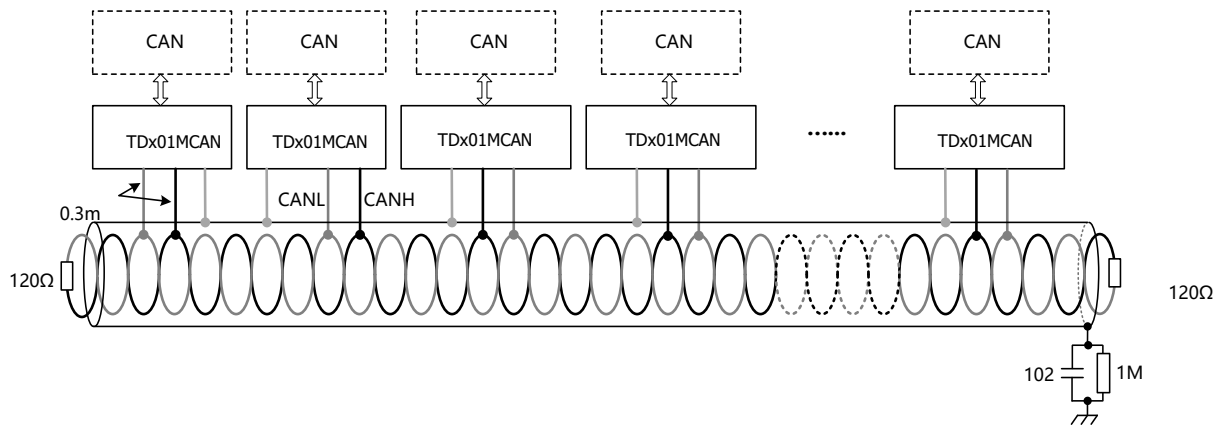 CAN CAN CAN CAN CAN
TDx01MCAN TDx01MCAN TDx01MCAN TDx01MCAN ...... TDx01MCAN
CANL CANH
0.3m
120Ω 120Ω
102 1M